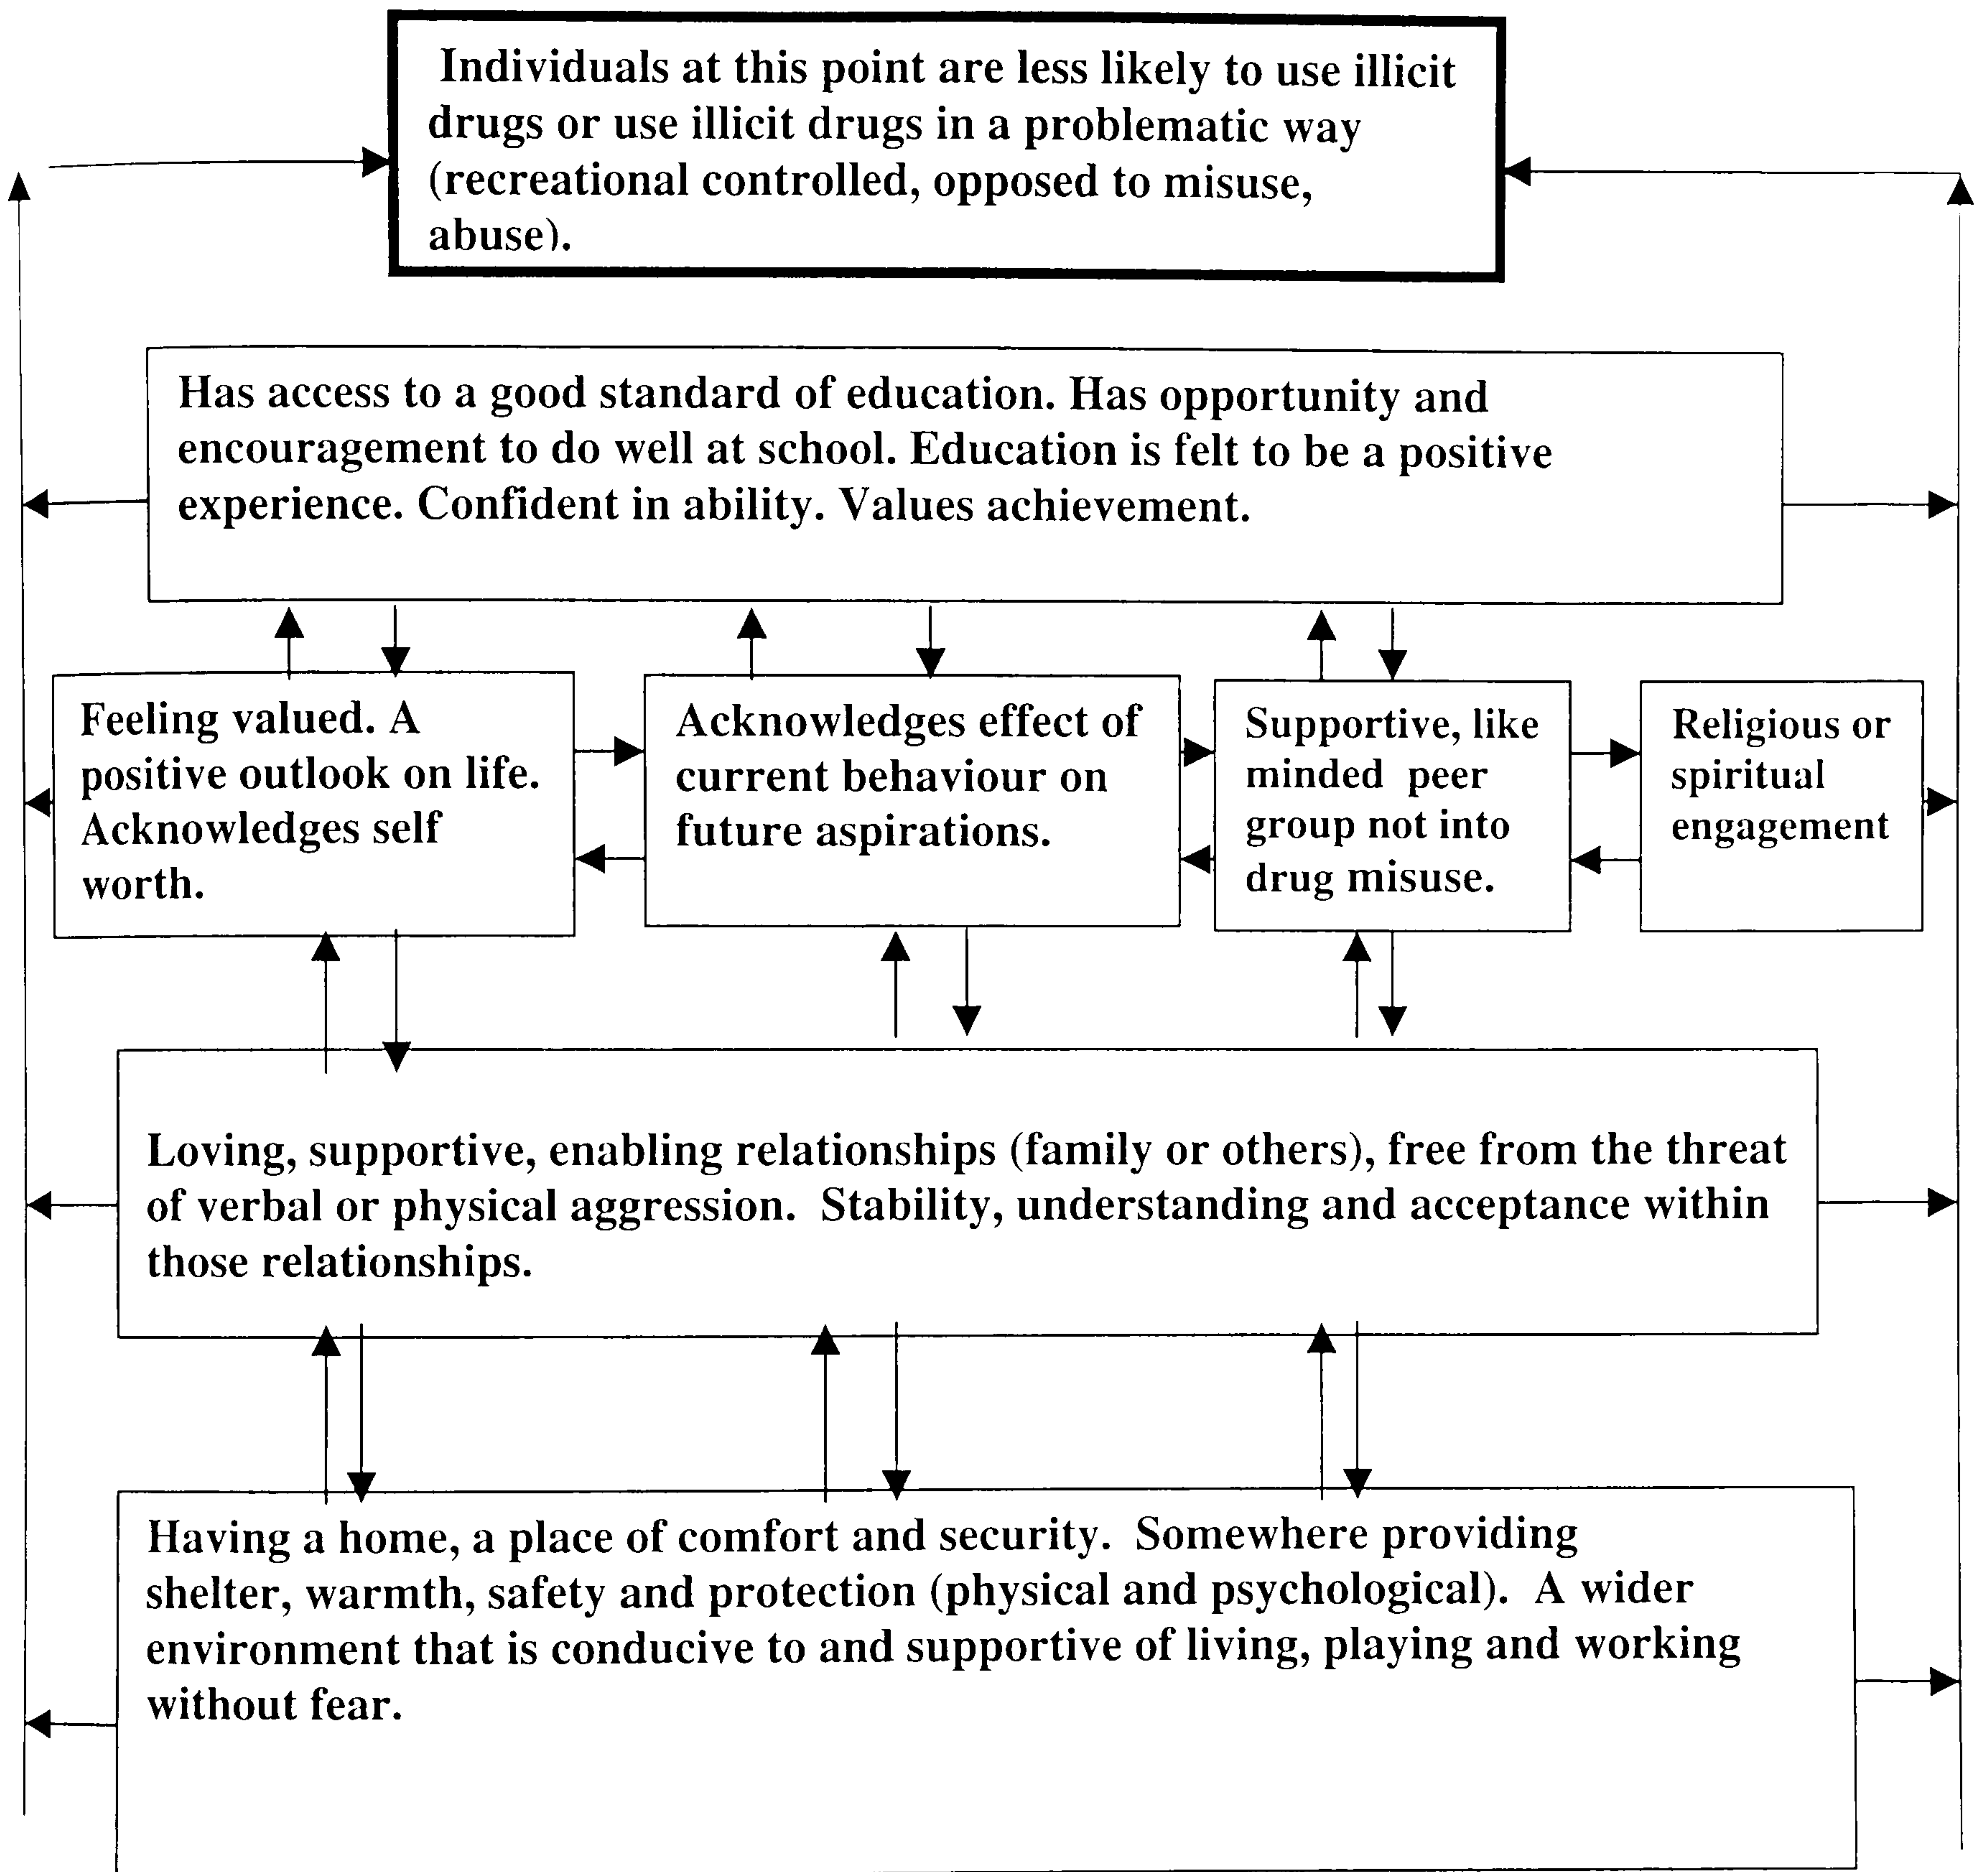 Individuals at this point are less likely to use illicit
drugs or use illicit drugs in a problematic way
(recreational controlled, opposed to misuse,
abuse).
Has access to a good standard of education. Has opportunity and
encouragement to do well at school. Education is felt to be a positive
experience. Confident in ability. Values achievement.
Feeling valued. A
positive outlook on life.
Acknowledges self
worth.
Acknowledges effect of
current behaviour on
future aspirations.
Supportive, like
minded peer
group not into
drug misuse.
Religious or
spiritual
engagement
Loving, supportive, enabling relationships (family or others), free from the threat
of verbal or physical aggression. Stability, understanding and acceptance within
those relationships.
Having a home, a place of comfort and security. Somewhere providing
shelter, warmth, safety and protection (physical and psychological). A wider
environment that is conducive to and supportive of living, playing and working
without fear.